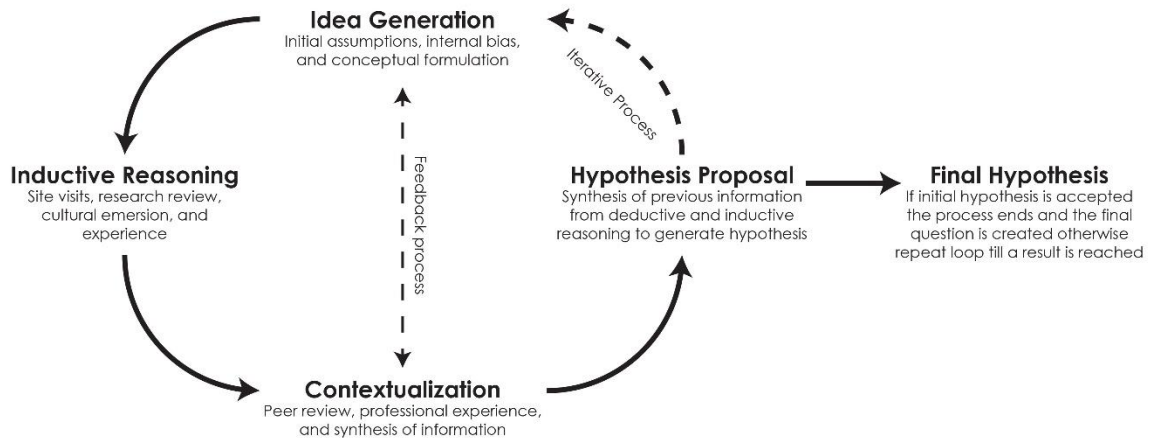 Idea Generation
Initial assumptions, internal bias,
and conceptual formulation
Iterative Process
Inductive Reasoning
Site visits, research review,
cultural emersion, and
experience
Feedback process
Hypothesis Proposal
Synthesis of previous information
from deductive and inductive
reasoning to generate hypothesis
Final Hypothesis
If initial hypothesis is accepted
the process ends and the final
question is created otherwise
repeat loop till a result is reached
Contextualization
Peer review, professional experience,
and synthesis of information